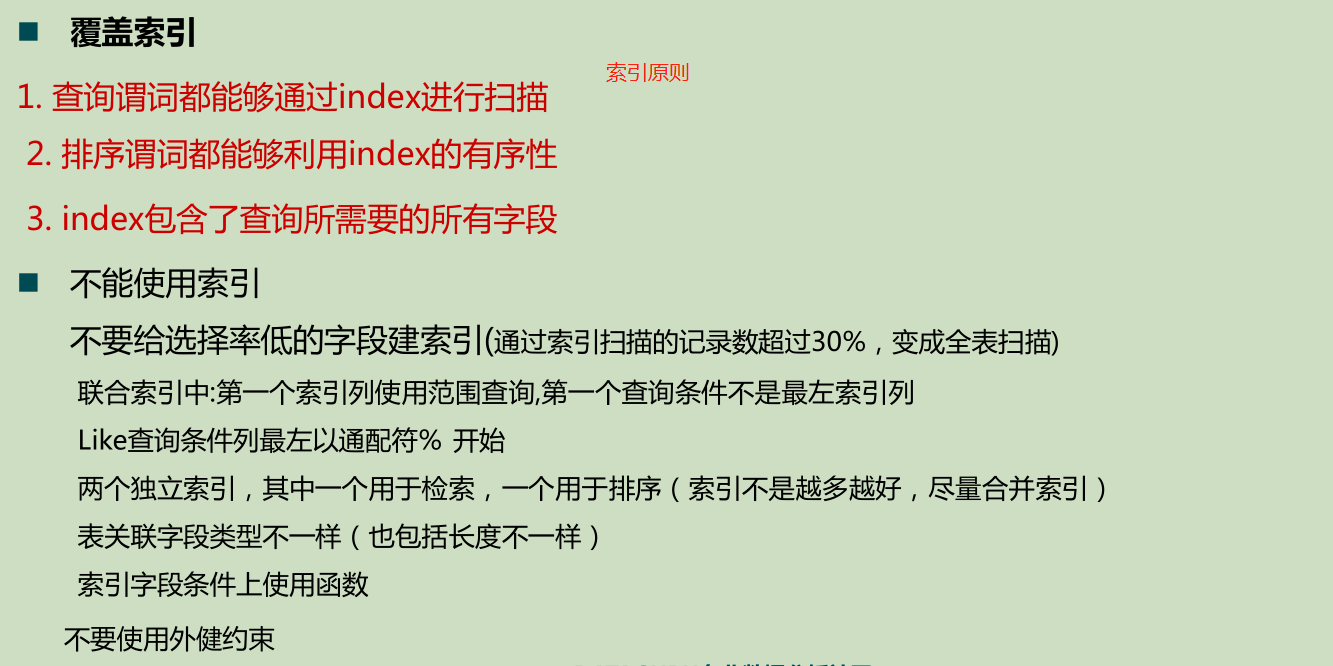 覆盖索引
索引原则
1. 查询谓词都能够通过index进行扫描
2. 排序谓词都能够利用index的有序性
3. index包含了查询所需要的所有字段
不能使用索引
不要给选择率低的字段建索引(通过索引扫描的记录数超过30%，变成全表扫描)
联合索引中:第一个索引列使用范围查询,第一个查询条件不是最左索引列
Like查询条件列最左以通配符% 开始
两个独立索引，其中一个用于检索，一个用于排序（索引不是越多越好，尽量合并索引）
表关联字段类型不一样（也包括长度不一样）
索引字段条件上使用函数
不要使用外健约束